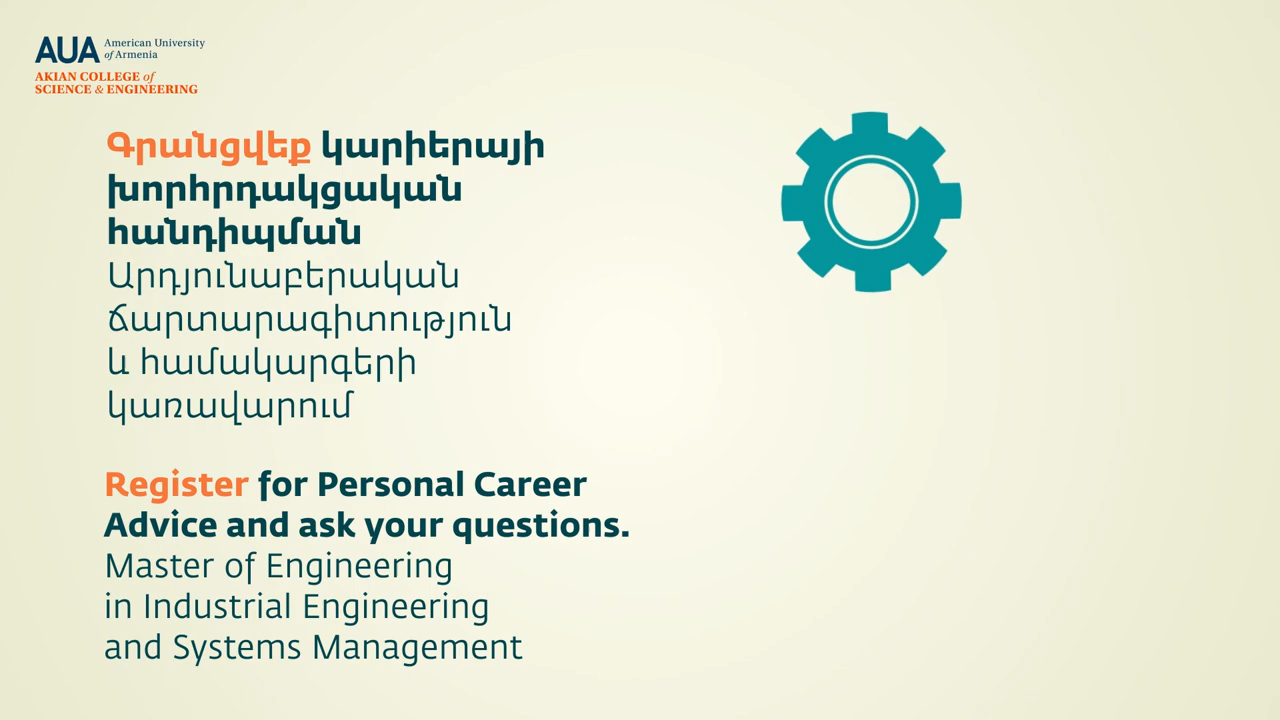 AUA American University
of Armenia
AKIAN COLLEGE of
SCIENCE & ENGINEERING
Գրանցվեք կարիերայի
խորհրդակցական
հանդիպման
Արդյունաբերական
ճարտարագիտություն
և համակարգերի
կառավարում
Register for Personal Career
Advice and ask your questions.
Master of Engineering
in Industrial Engineering
and Systems Management